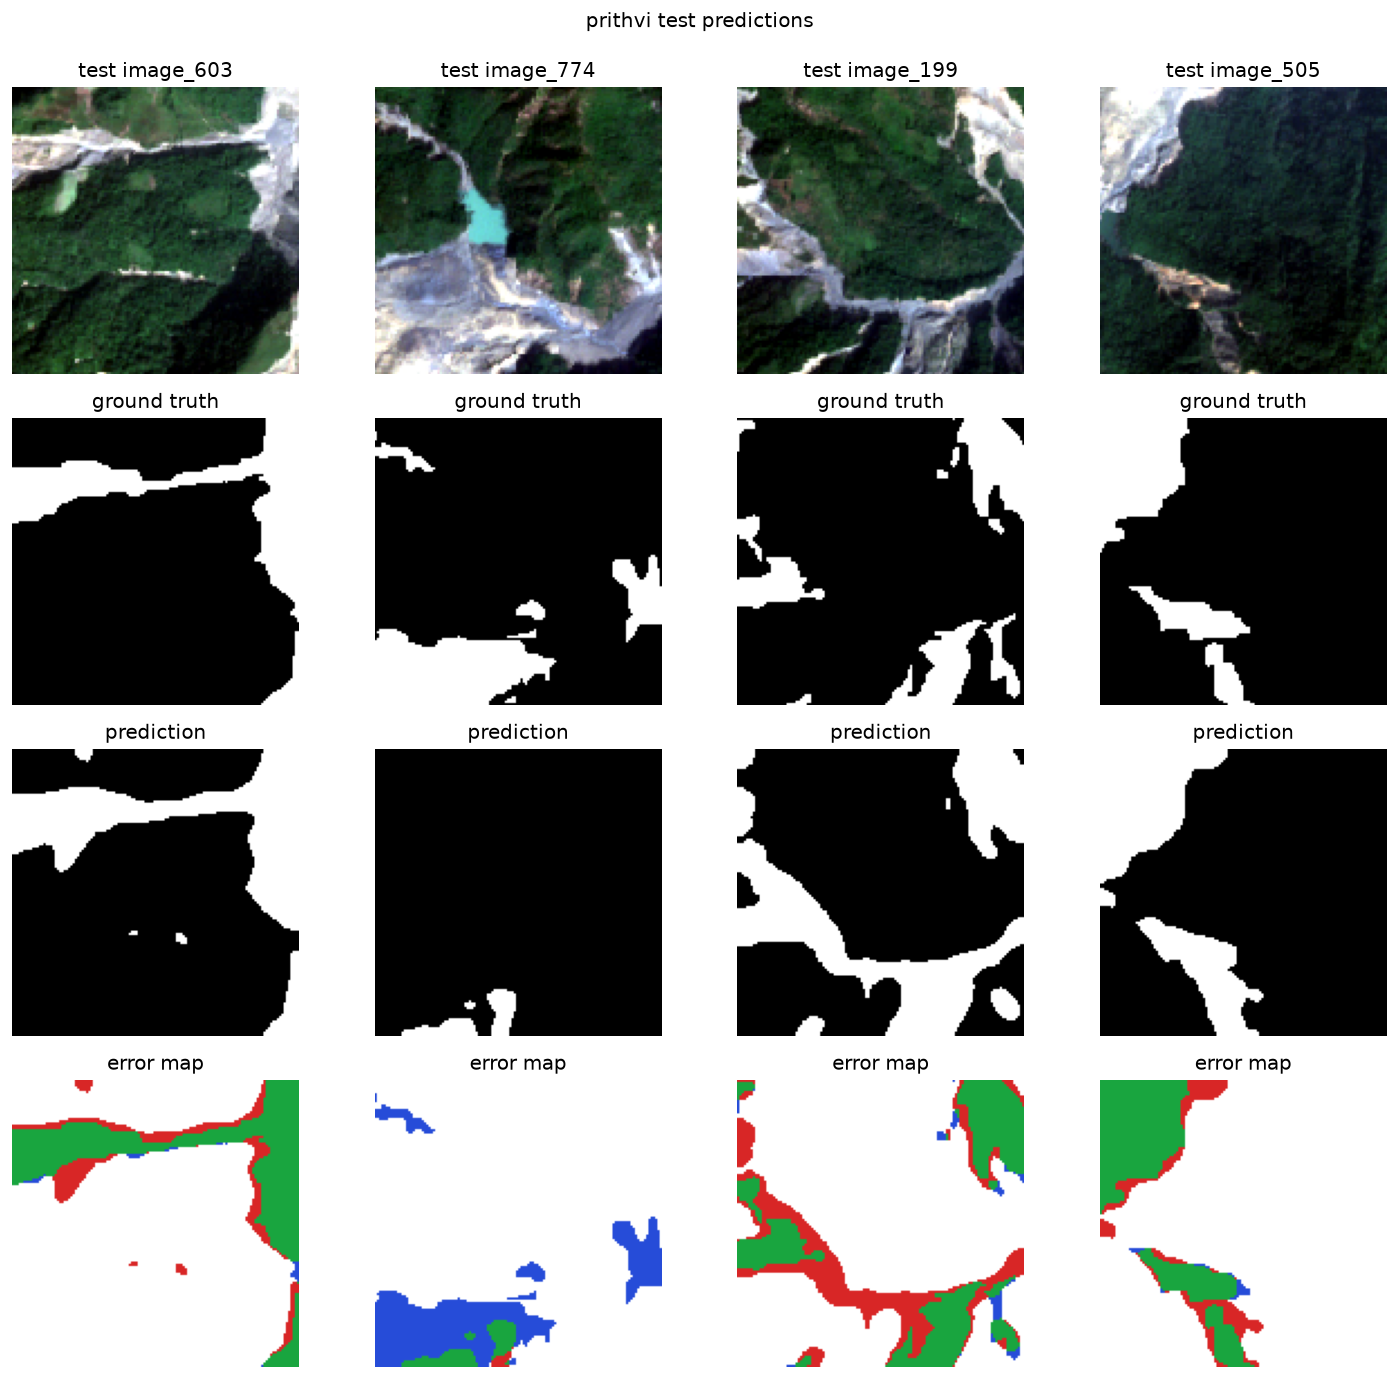 prithvi test predictions
test image_603
test image_774
test image_199
test image_505
ground truth
ground truth
ground truth
ground truth
prediction
prediction
prediction
prediction
error map
error map
error map
error map